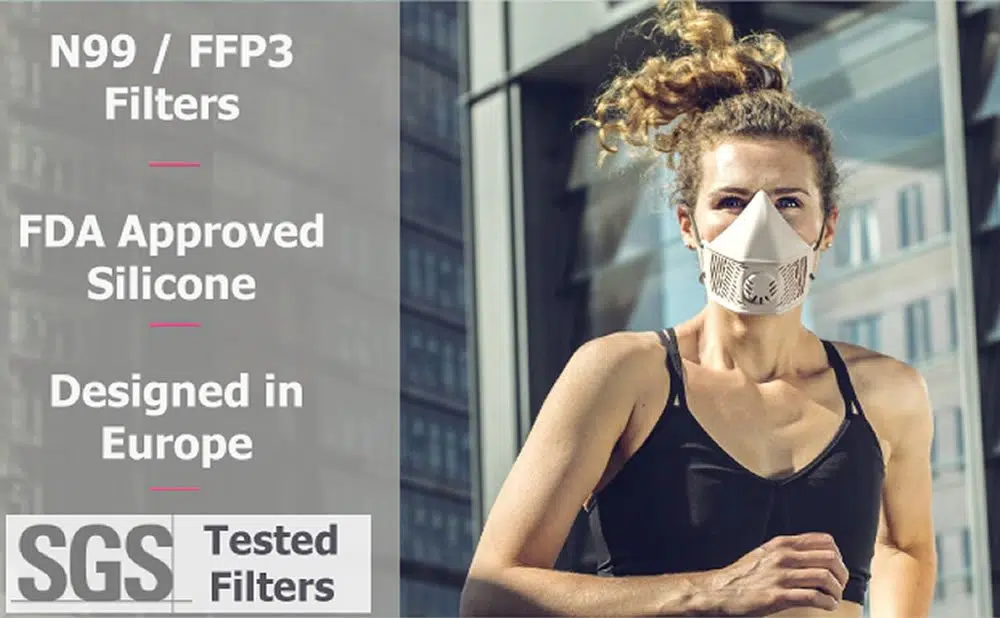 N99 / FFP3
Filters
FDA Approved
Silicone
Designed in
Europe
SGS
Tested
Filters